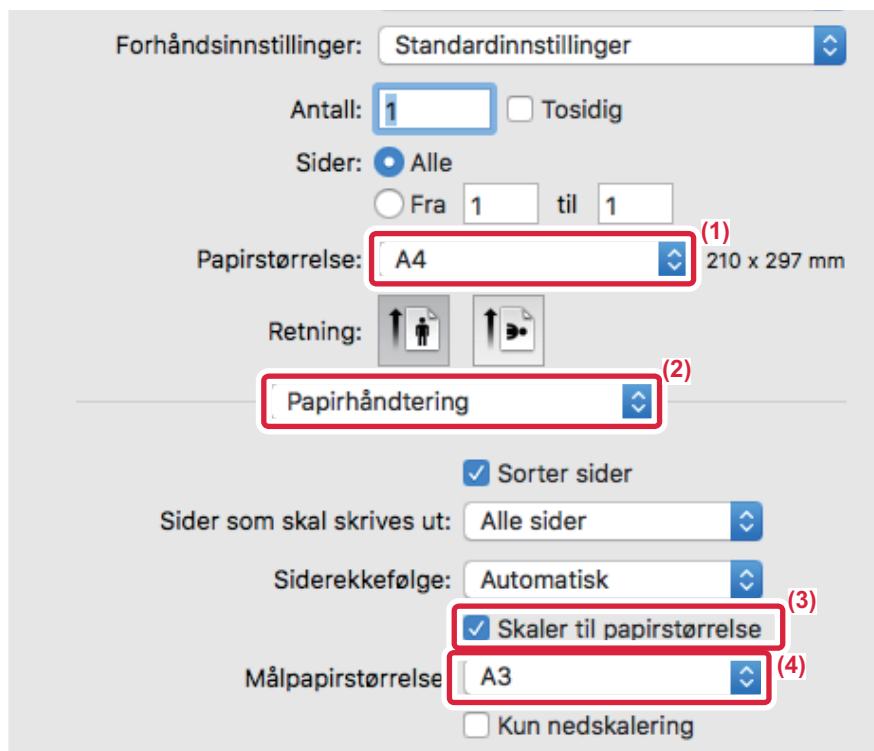 Forhåndsinnstillinger: Standardinnstillinger
Antall: 1 Tosidig
Sider: Alle
Fra 1 til 1
(1)
Papirstørrelse: A4 210 x 297 mm
Retning:
(2)
Papirhåndtering
Sorter sider
Sider som skal skrives ut: Alle sider
Siderekkefølge: Automatisk
(3)
Skaler til papirstørrelse
Målpapirstørrelse A3 (4)
Kun nedskalering